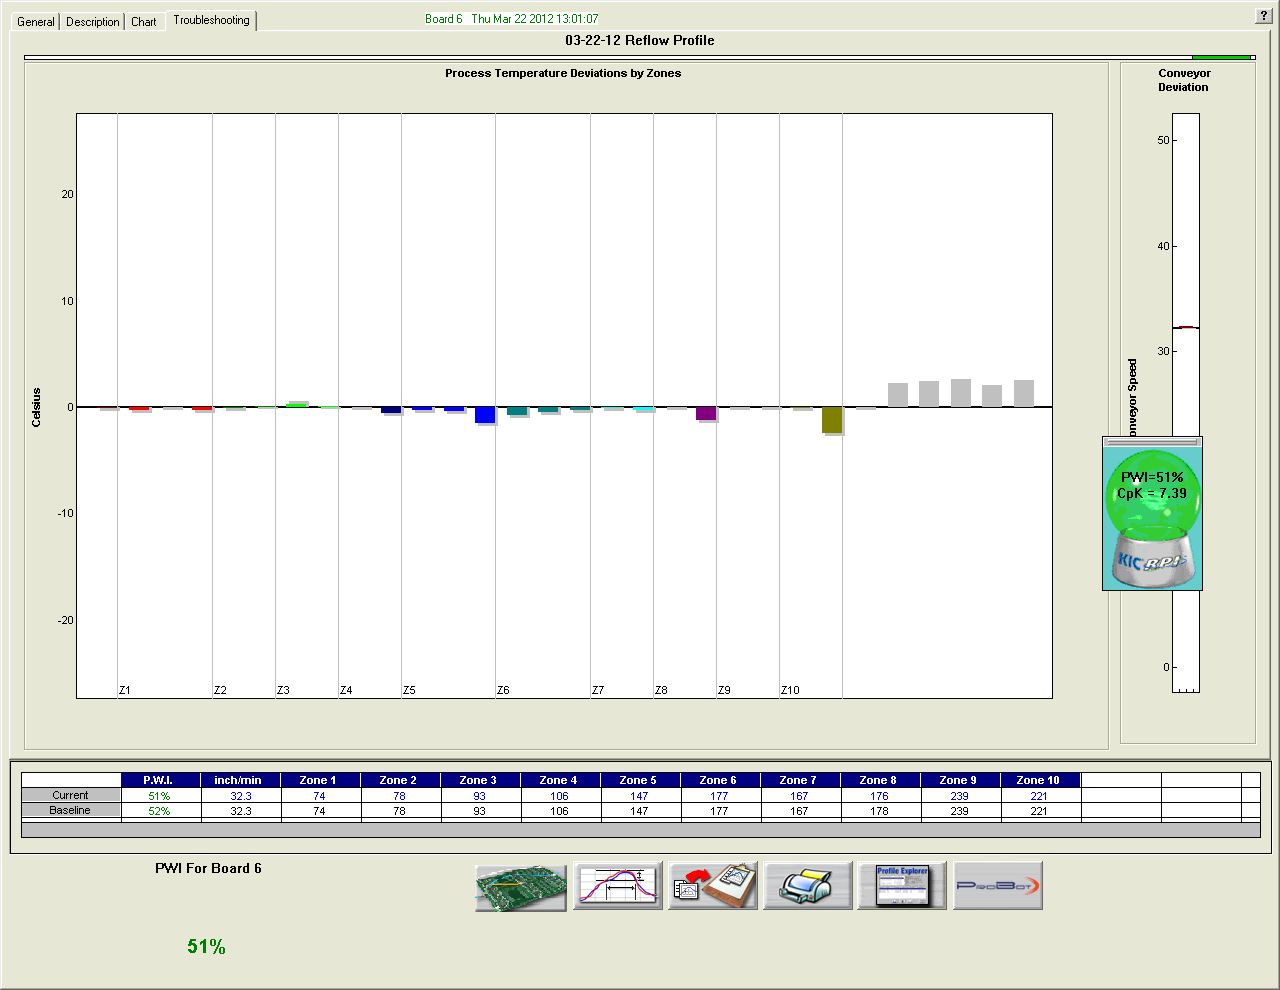 General Description Chart Troubleshooting
Board 6 Thu Mar 22 2012 13:01:07
?
03-22-12 Reflow Profile
Process Temperature Deviations by Zones
Conveyor
Deviation
20
10
0
-10
-20
Celsius
Z1 Z2 Z3 Z4 Z5 Z6 Z7 Z8 Z9 Z10
50
40
30
0
onveyor Speed
PWI=51%
CpK = 7.39
KIC RPI
P.W.I. inch/min Zone 1 Zone 2 Zone 3 Zone 4 Zone 5 Zone 6 Zone 7 Zone 8 Zone 9 Zone 10
Current 51% 32.3 74 78 93 106 147 177 167 176 239 221
Baseline 52% 32.3 74 78 93 106 147 177 167 178 239 221
PWI For Board 6
51%
Profile Explorer
PROBOT